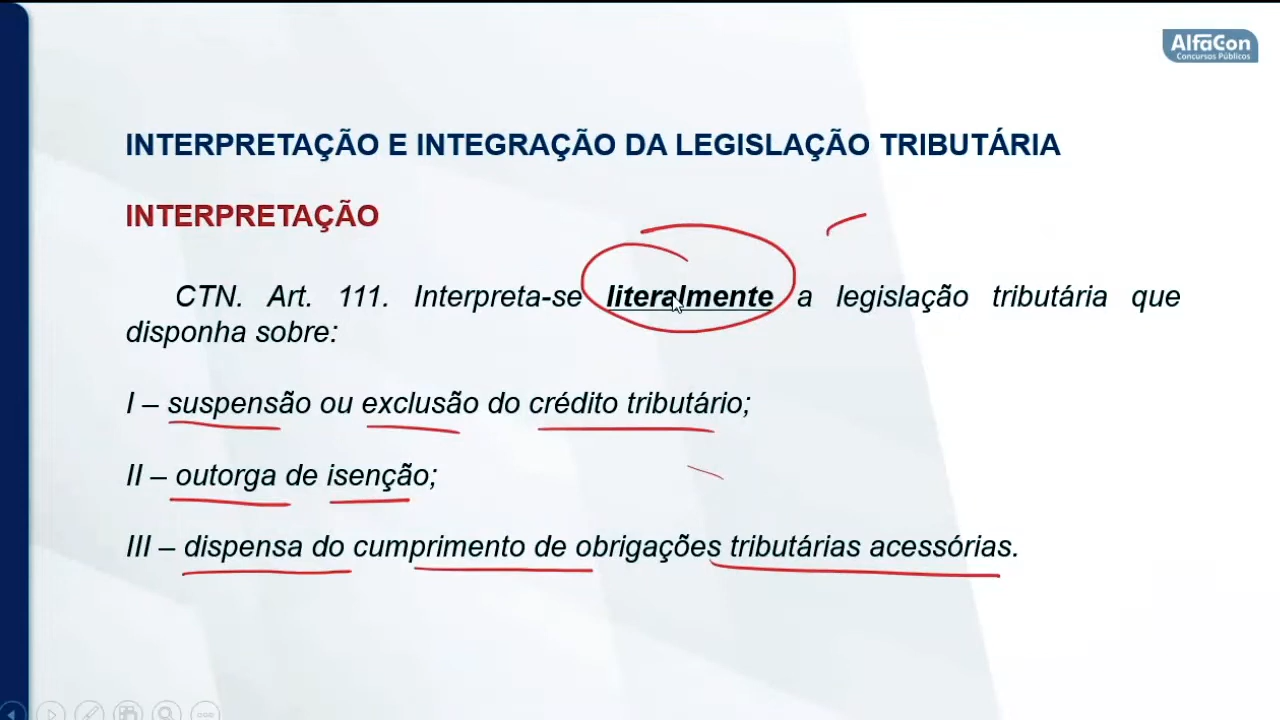 AlfaCon
Concursos Públicos
INTERPRETAÇÃO E INTEGRAÇÃO DA LEGISLAÇÃO TRIBUTÁRIA
INTERPRETAÇÃO
CTN. Art. 111. Interpreta-se literalmente a legislação tributária que
disponha sobre:
I – suspensão ou exclusão do crédito tributário;
II – outorga de isenção;
III – dispensa do cumprimento de obrigações tributárias acessórias.